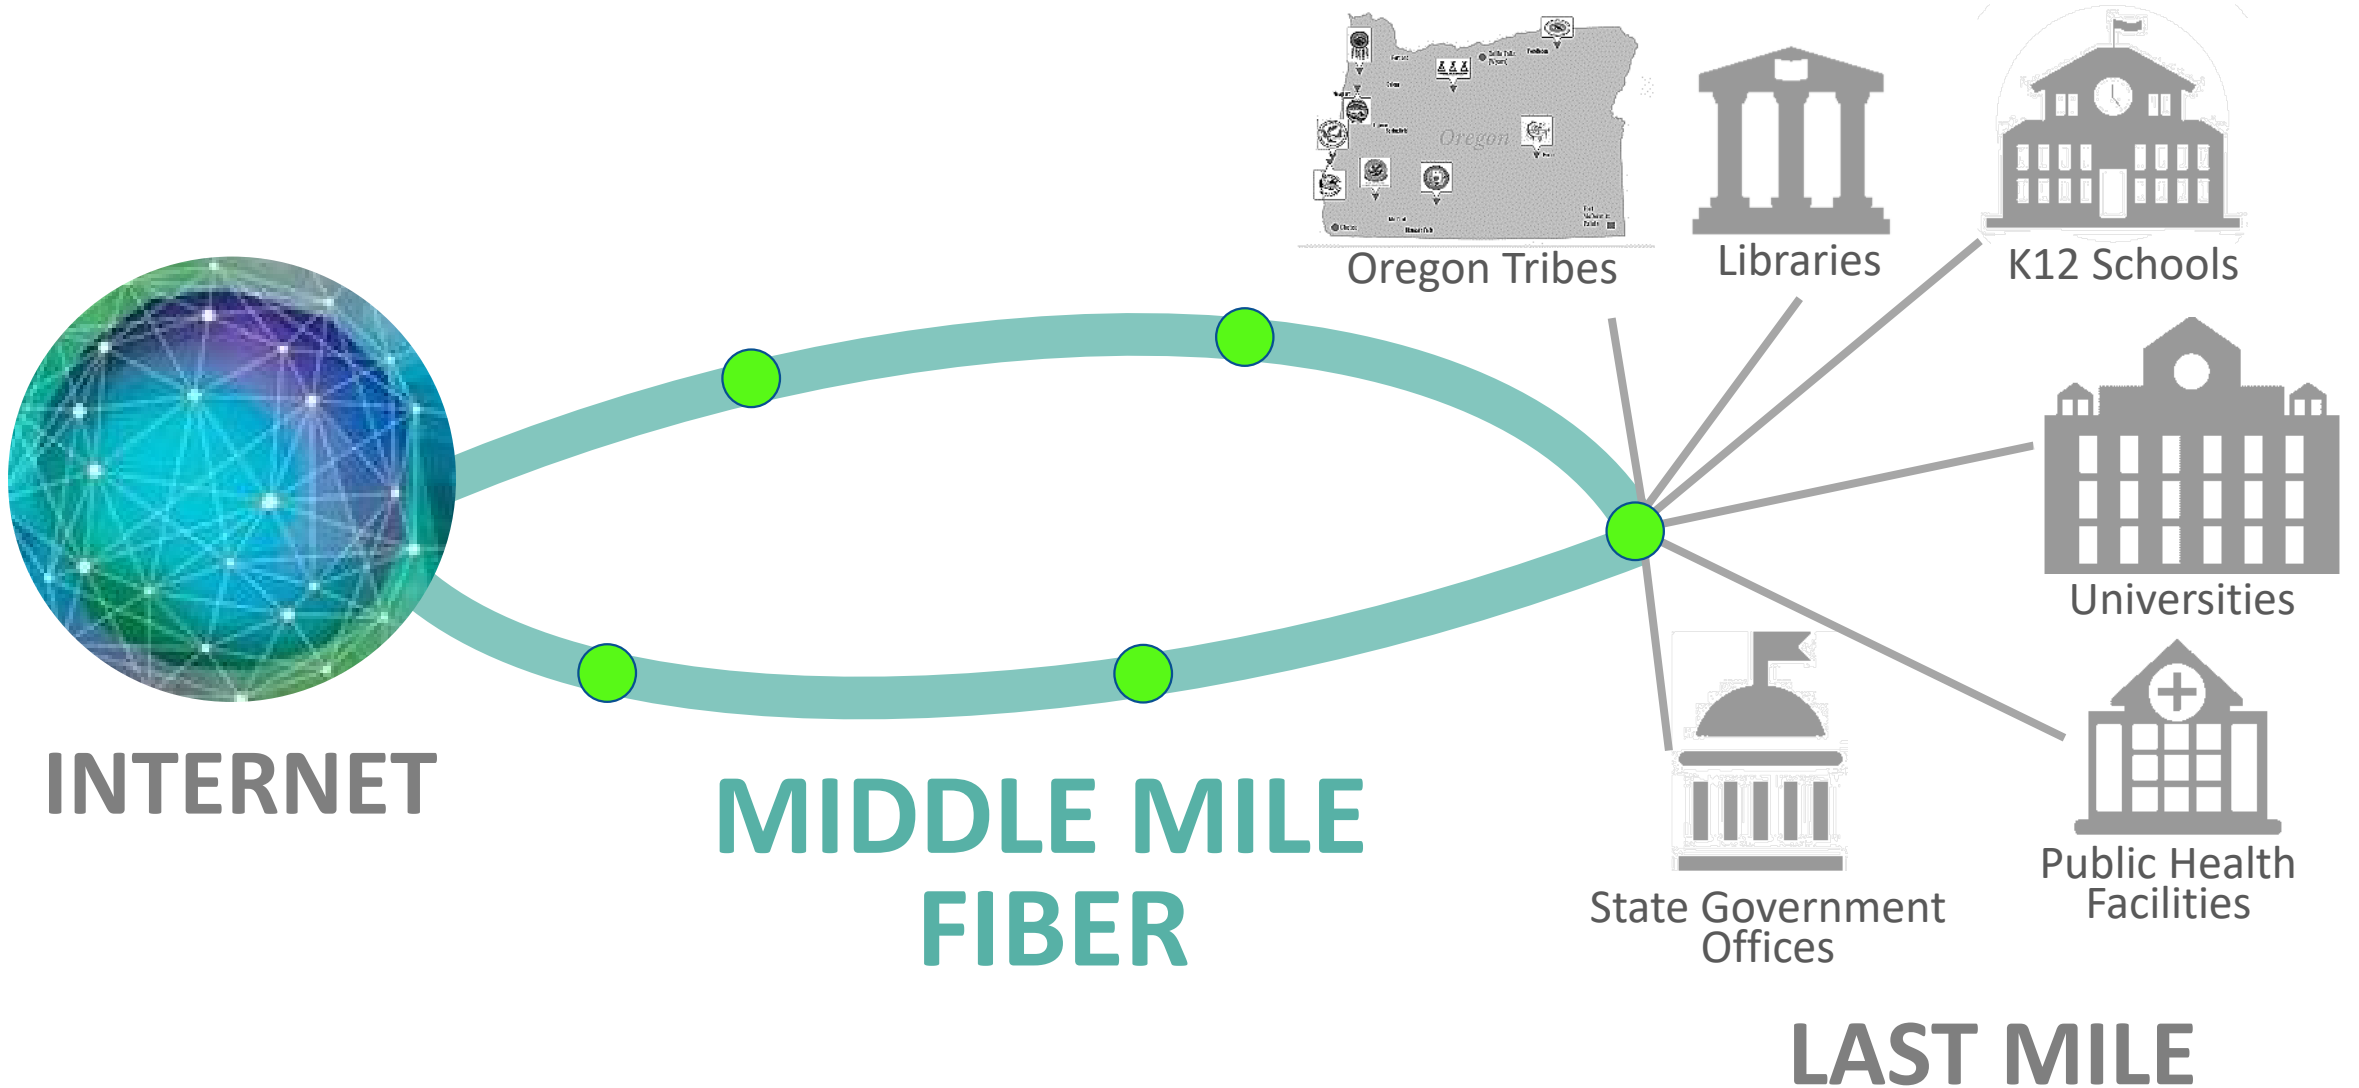 Oregon
Oregon Tribes
Libraries
K12 Schools
Universities
INTERNET
MIDDLE MILE
FIBER
State Government
Offices
Public Health
Facilities
LAST MILE